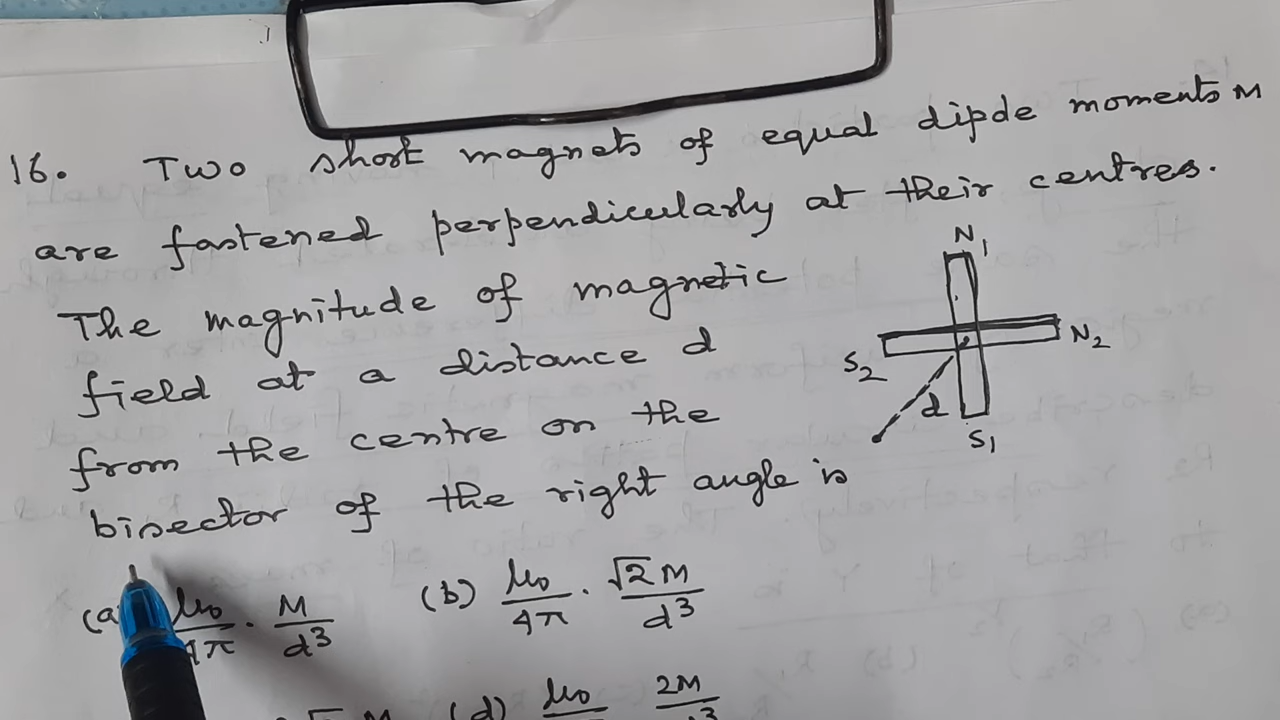 16. Two short magnets of equal dipole moments M
are fastened perpendicularly at their centres.
The magnitude of magnetic
field at a distance d
from the centre on the
bisector of the right angle is
N1
S2
N2
d
S1
(a) μ0/4π · M/d³ (b) μ0/4π · √2M/d³
M (d) μ0 2M